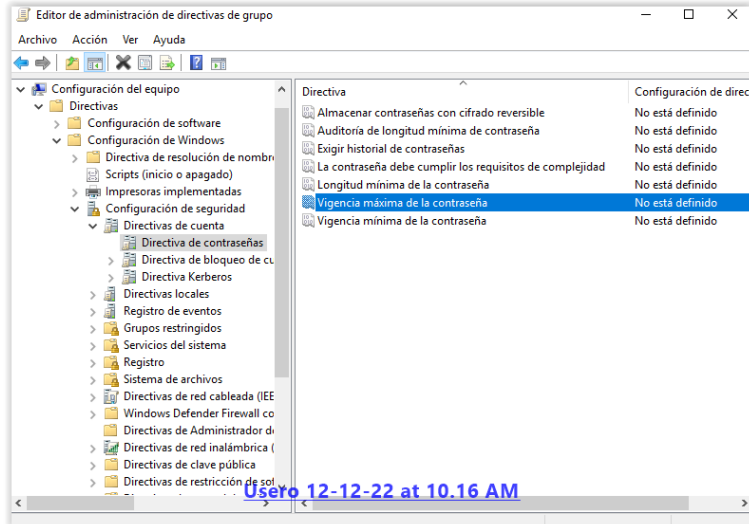 Editor de administración de directivas de grupo
Archivo Acción Ver Ayuda
Configuración del equipo
Directivas
Configuración de software
Configuración de Windows
Directiva de resolución de nombr
Scripts (inicio o apagado)
Impresoras implementadas
Configuración de seguridad
Directivas de cuenta
Directiva de contraseñas
Directiva de bloqueo de cu
Directiva Kerberos
Directivas locales
Registro de eventos
Grupos restringidos
Servicios del sistema
Registro
Sistema de archivos
Directivas de red cableada (IEE
Windows Defender Firewall co
Directivas de Administrador de
Directivas de red inalámbrica (
Directivas de clave pública
Directivas de restricción de sof
Directiva Configuración de direc
Almacenar contraseñas con cifrado reversible No está definido
Auditoría de longitud mínima de contraseña No está definido
Exigir historial de contraseñas No está definido
La contraseña debe cumplir los requisitos de complejidad No está definido
Longitud mínima de la contraseña No está definido
Vigencia máxima de la contraseña No está definido
Vigencia mínima de la contraseña No está definido
Usero 12-12-22 at 10.16 AM